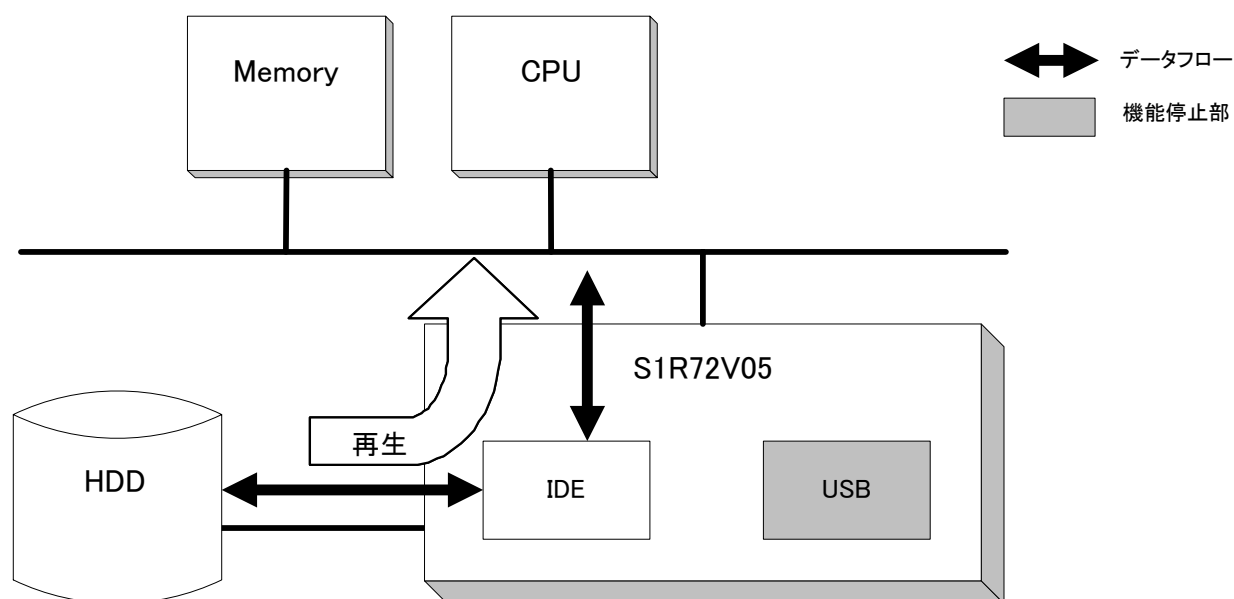 Memory
CPU
データフロー
機能停止部
S1R72V05
再生
HDD
IDE
USB